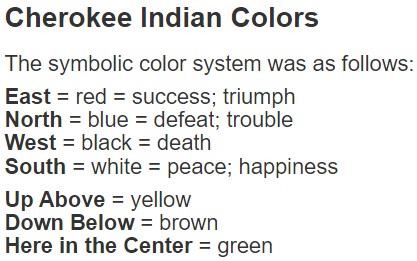 Cherokee Indian Colors
The symbolic color system was as follows:
East = red = success; triumph
North = blue = defeat; trouble
West = black = death
South = white = peace; happiness
Up Above = yellow
Down Below = brown
Here in the Center = green